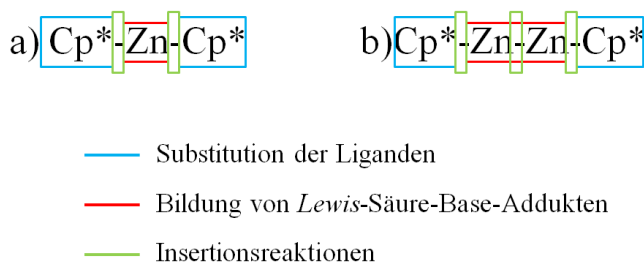 a) Cp*-Zn-Cp* b) Cp*-Zn-Zn-Cp*
Substitution der Liganden
Bildung von Lewis-Säure-Base-Addukten
Insertionsreaktionen